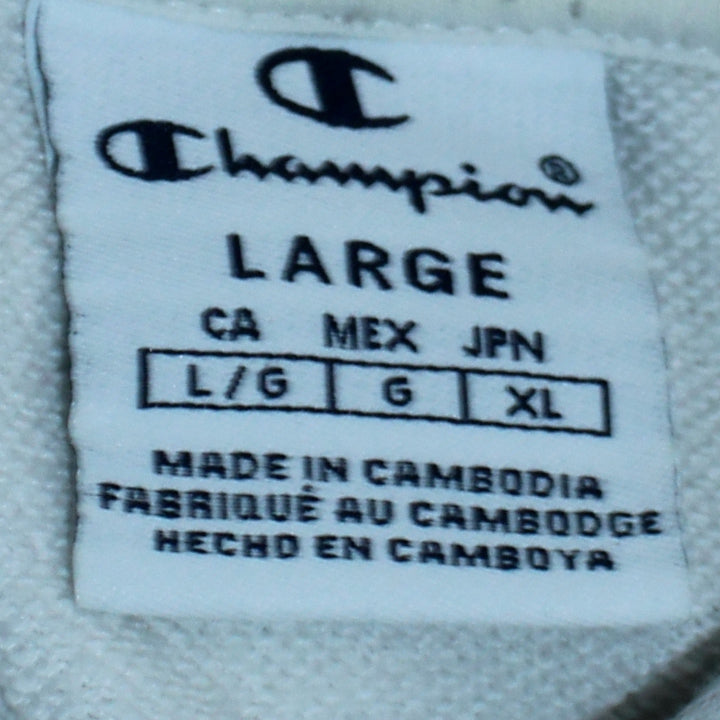 Champion®
LARGE
CA MEX JPN
L/G G XL
MADE IN CAMBODIA
FABRIQUÉ AU CAMBODGE
HECHO EN CAMBOYA